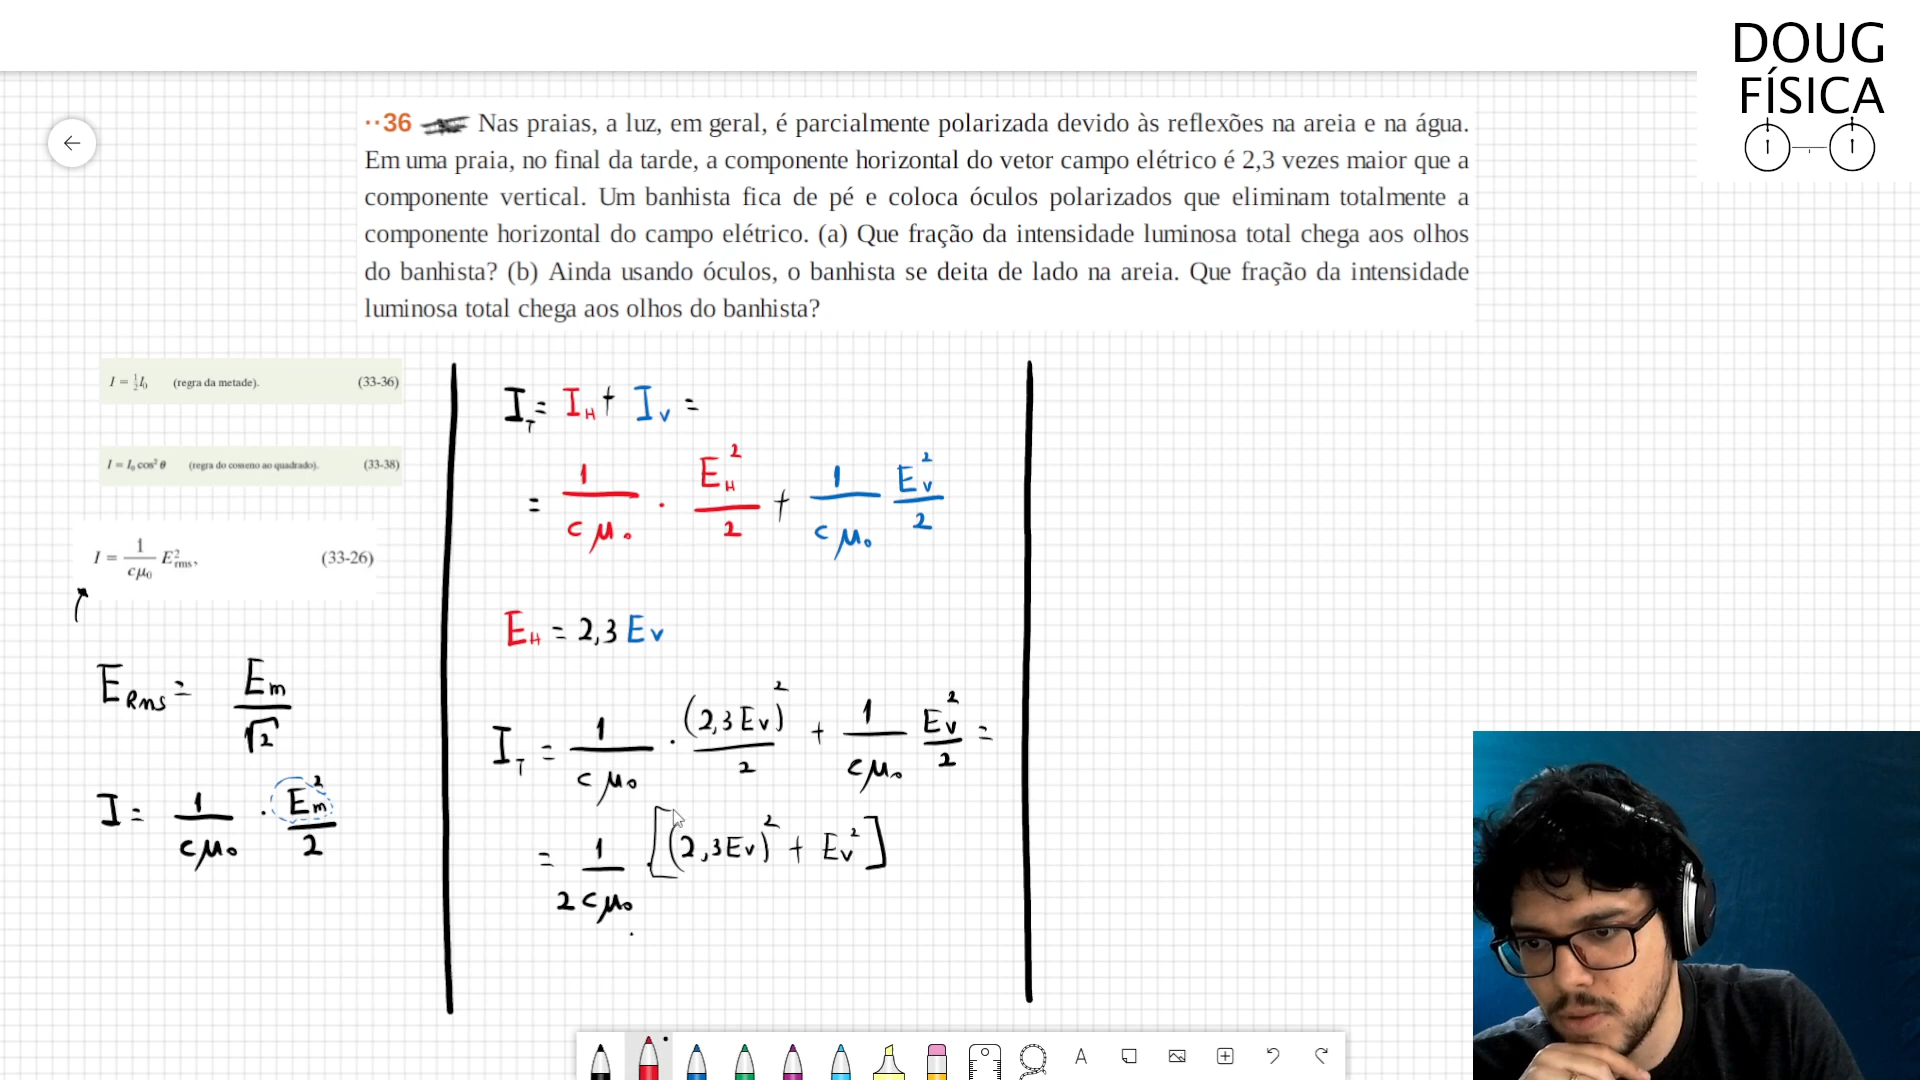 DOUG
FÍSICA
··36 Nas praias, a luz, em geral, é parcialmente polarizada devido às reflexões na areia e na água.
Em uma praia, no final da tarde, a componente horizontal do vetor campo elétrico é 2,3 vezes maior que a
componente vertical. Um banhista fica de pé e coloca óculos polarizados que eliminam totalmente a
componente horizontal do campo elétrico. (a) Que fração da intensidade luminosa total chega aos olhos
do banhista? (b) Ainda usando óculos, o banhista se deita de lado na areia. Que fração da intensidade
luminosa total chega aos olhos do banhista?
I = ½I₀ (regra da metade). (33-36)
I = I₀ cos² θ (regra do cosseno ao quadrado). (33-38)
I = 1/cμ₀ E²rms, (33-26)
E_Rms = Em/√2
I = 1/cμ₀ · Em²/2
I_T = I_H + I_V =
= 1/cμ₀ · E_H²/2 + 1/cμ₀ E_V²/2
E_H = 2,3 E_V
I_T = 1/cμ₀ · (2,3 E_V)²/2 + 1/cμ₀ E_V²/2 =
= 1/2cμ₀ [(2,3E_V)² + E_V²]
A